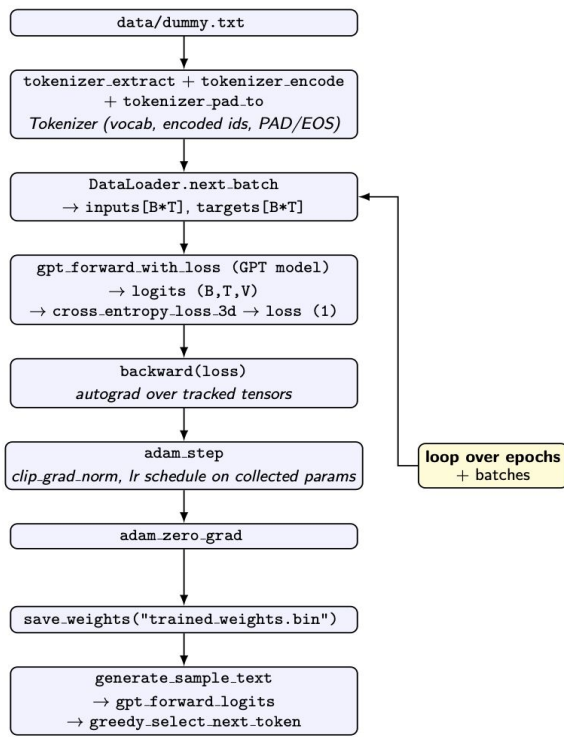 data/dummy.txt
tokenizer_extract + tokenizer_encode
+ tokenizer_pad_to
Tokenizer (vocab, encoded ids, PAD/EOS)
DataLoader.next_batch
→ inputs[B*T], targets[B*T]
gpt_forward_with_loss (GPT model)
→ logits (B,T,V)
→ cross_entropy_loss_3d → loss (1)
backward(loss)
autograd over tracked tensors
adam_step
clip_grad_norm, lr schedule on collected params
loop over epochs
+ batches
adam_zero_grad
save_weights("trained_weights.bin")
generate_sample_text
→ gpt_forward_logits
→ greedy_select_next_token